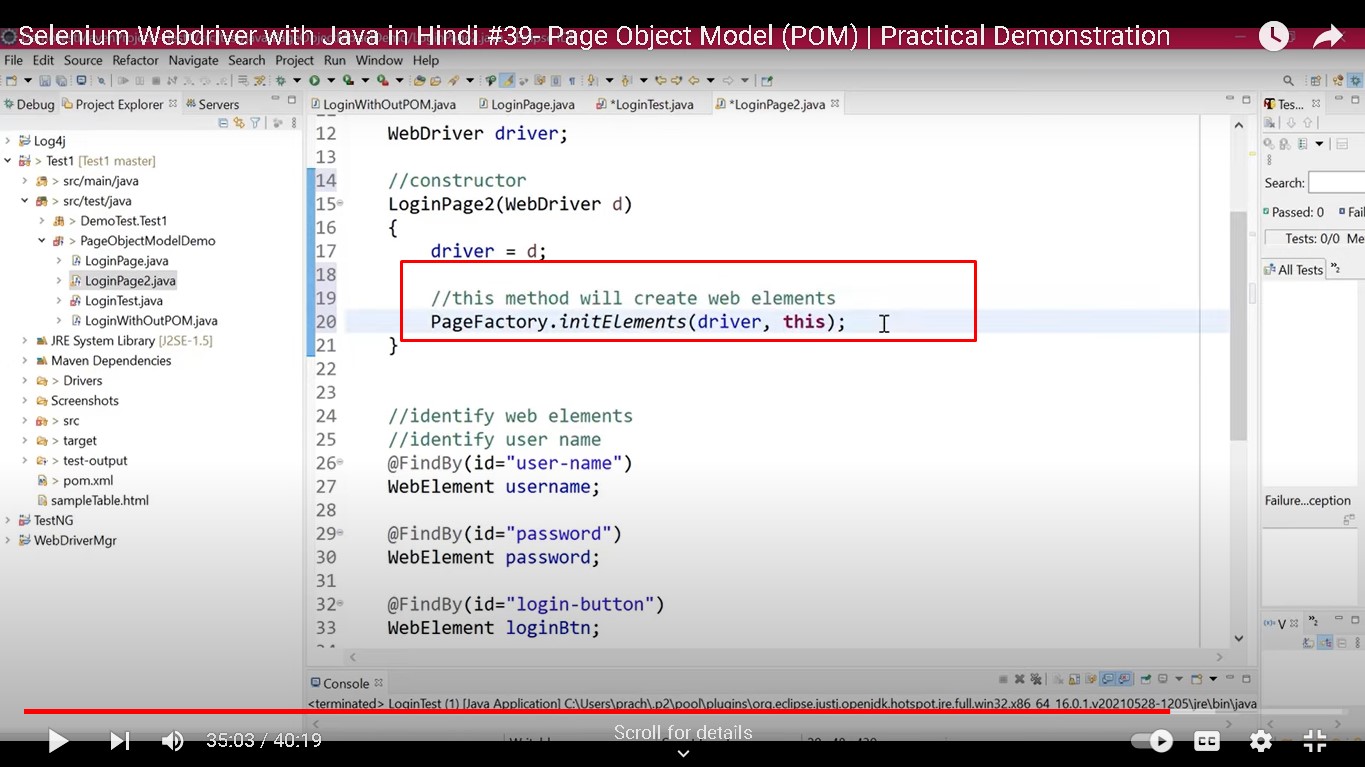 Selenium Webdriver with Java in Hindi #39- Page Object Model (POM) | Practical Demonstration
File Edit Source Refactor Navigate Search Project Run Window Help
Debug Project Explorer Servers
LoginWithOutPOM.java LoginPage.java *LoginTest.java *LoginPage2.java
Tes...
Log4j
> Test1 [Test1 master]
> src/main/java
> src/test/java
> DemoTest.Test1
> PageObjectModelDemo
LoginPage.java
LoginPage2.java
LoginTest.java
LoginWithOutPOM.java
JRE System Library [J2SE-1.5]
Maven Dependencies
> Drivers
Screenshots
> src
> target
> test-output
> pom.xml
sampleTable.html
TestNG
WebDriverMgr
12 WebDriver driver;
13
14 //constructor
15 LoginPage2(WebDriver d)
16 {
17 driver = d;
18
19 //this method will create web elements
20 PageFactory.initElements(driver, this);
21 }
22
23
24 //identify web elements
25 //identify user name
26 @FindBy(id="user-name")
27 WebElement username;
28
29 @FindBy(id="password")
30 WebElement password;
31
32 @FindBy(id="login-button")
33 WebElement loginBtn;
Search:
Passed: 0 Fail
Tests: 0/0 Me
All Tests »2
Failure...ception
(x)= V »2
Console
<terminated> LoginTest (1) [Java Application] C:\Users\prach\.p2\pool\plugins\org.eclipse.justj.openjdk.hotspot.jre.full.win32.x86_64_16.0.1.v20210528-1205\jre\bin\java
35:03 / 40:19
Scroll for details
CC